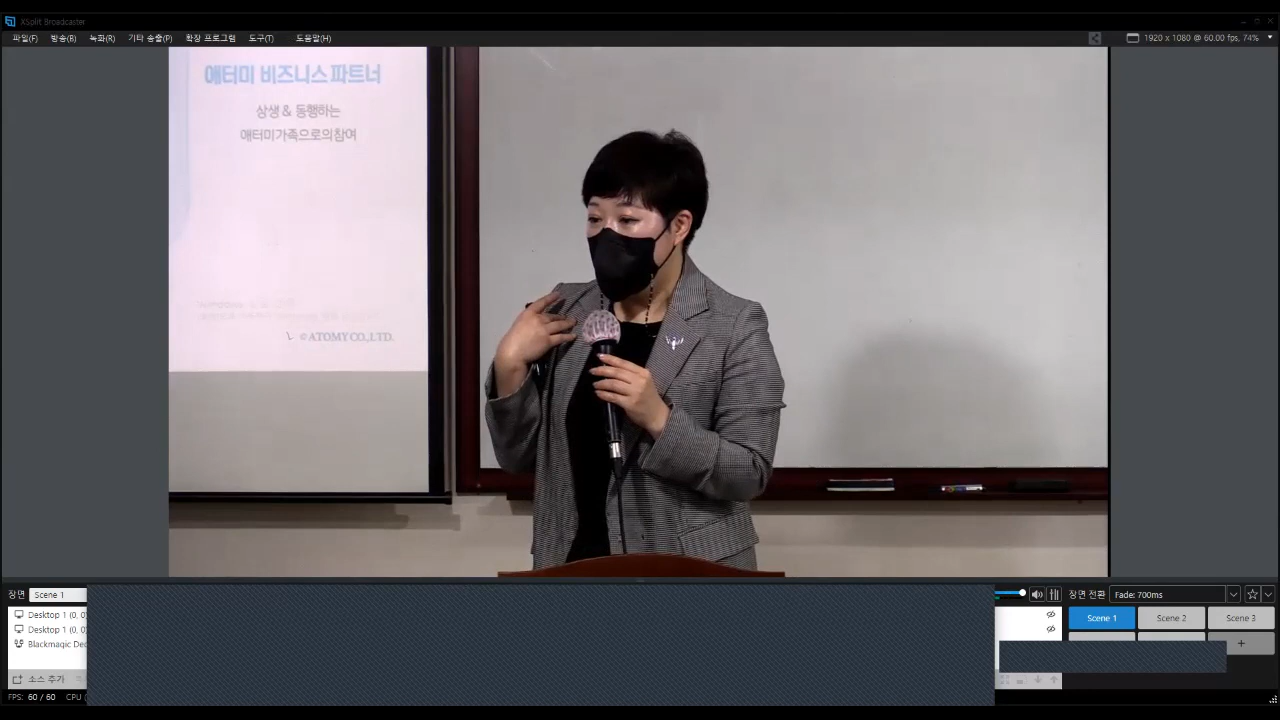 XSplit Broadcaster
파일(F) 방송(B) 녹화(R) 기타 송출(P) 확장 프로그램 도구(T) 도움말(H)
1920 x 1080 @ 60.00 fps, 74%
애터미 비즈니스 파트너
상생 & 동행하는
애터미가족으로의참여
© ATOMY CO., LTD.
장면 Scene 1
장면 전환 Fade: 700ms
Desktop 1 (0, 0)
Desktop 1 (0, 0)
Blackmagic De
Scene 1 Scene 2 Scene 3
+
소스 추가
FPS: 60 / 60 CPU